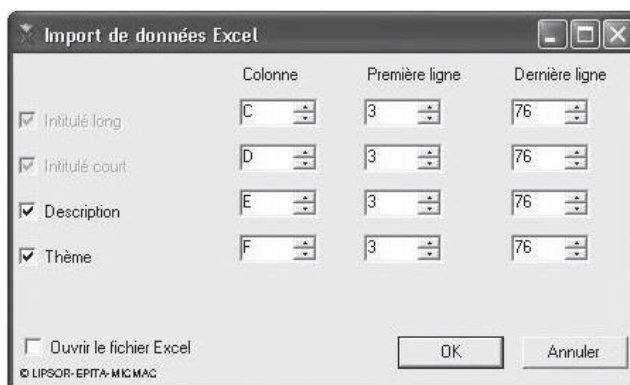 Import de données Excel
Colonne Première ligne Dernière ligne
Intitulé long C 3 76
Intitulé court D 3 76
Description E 3 76
Thème F 3 76
Ouvrir le fichier Excel OK Annuler
© LIPSOR-EPITA-MICMAC